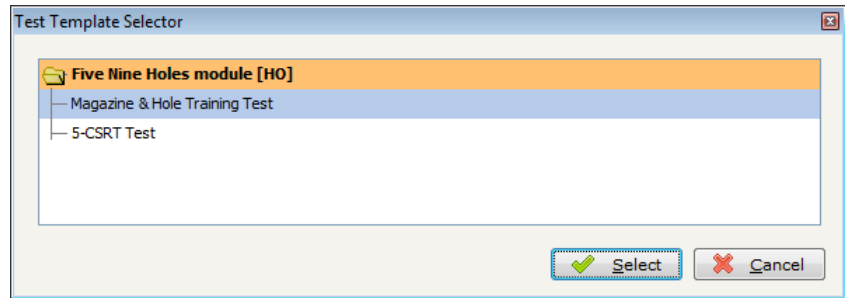 Test Template Selector
Five Nine Holes module [HO]
Magazine & Hole Training Test
5-CSRT Test
Select
Cancel